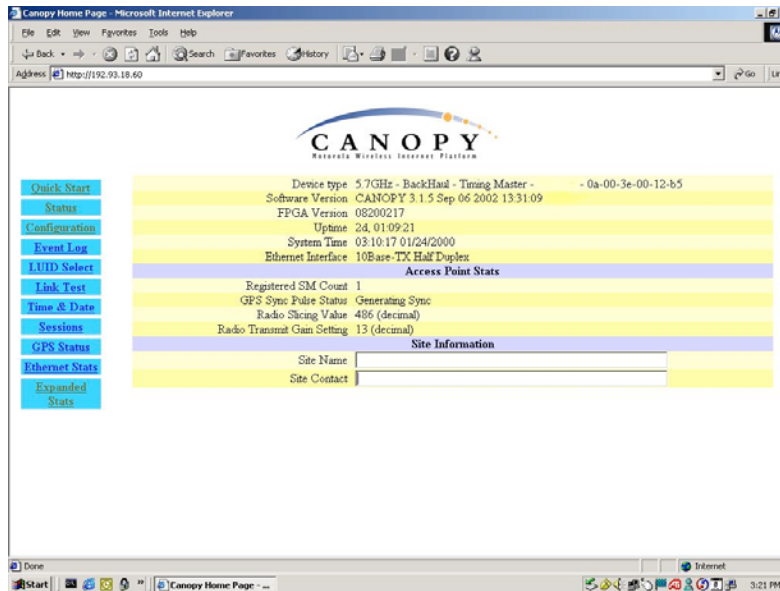 Canopy Home Page - Microsoft Internet Explorer
File Edit View Favorites Tools Help
Back Search Favorites History
Address http://192.93.18.60 Go
CANOPY
Motorola Wireless Internet Platform
Quick Start
Status
Configuration
Event Log
LUID Select
Link Test
Time & Date
Sessions
GPS Status
Ethernet Stats
Expanded
Stats
Device type 5.7GHz - BackHaul - Timing Master - - 0a-00-3e-00-12-b5
Software Version CANOPY 3.1.5 Sep 06 2002 13:31:09
FPGA Version 08200217
Uptime 2d, 01:09:21
System Time 03:10:17 01/24/2000
Ethernet Interface 10Base-TX Half Duplex
Access Point Stats
Registered SM Count 1
GPS Sync Pulse Status Generating Sync
Radio Slicing Value 486 (decimal)
Radio Transmit Gain Setting 13 (decimal)
Site Information
Site Name
Site Contact
Done Internet
Start Canopy Home Page - ... 3:21 PM